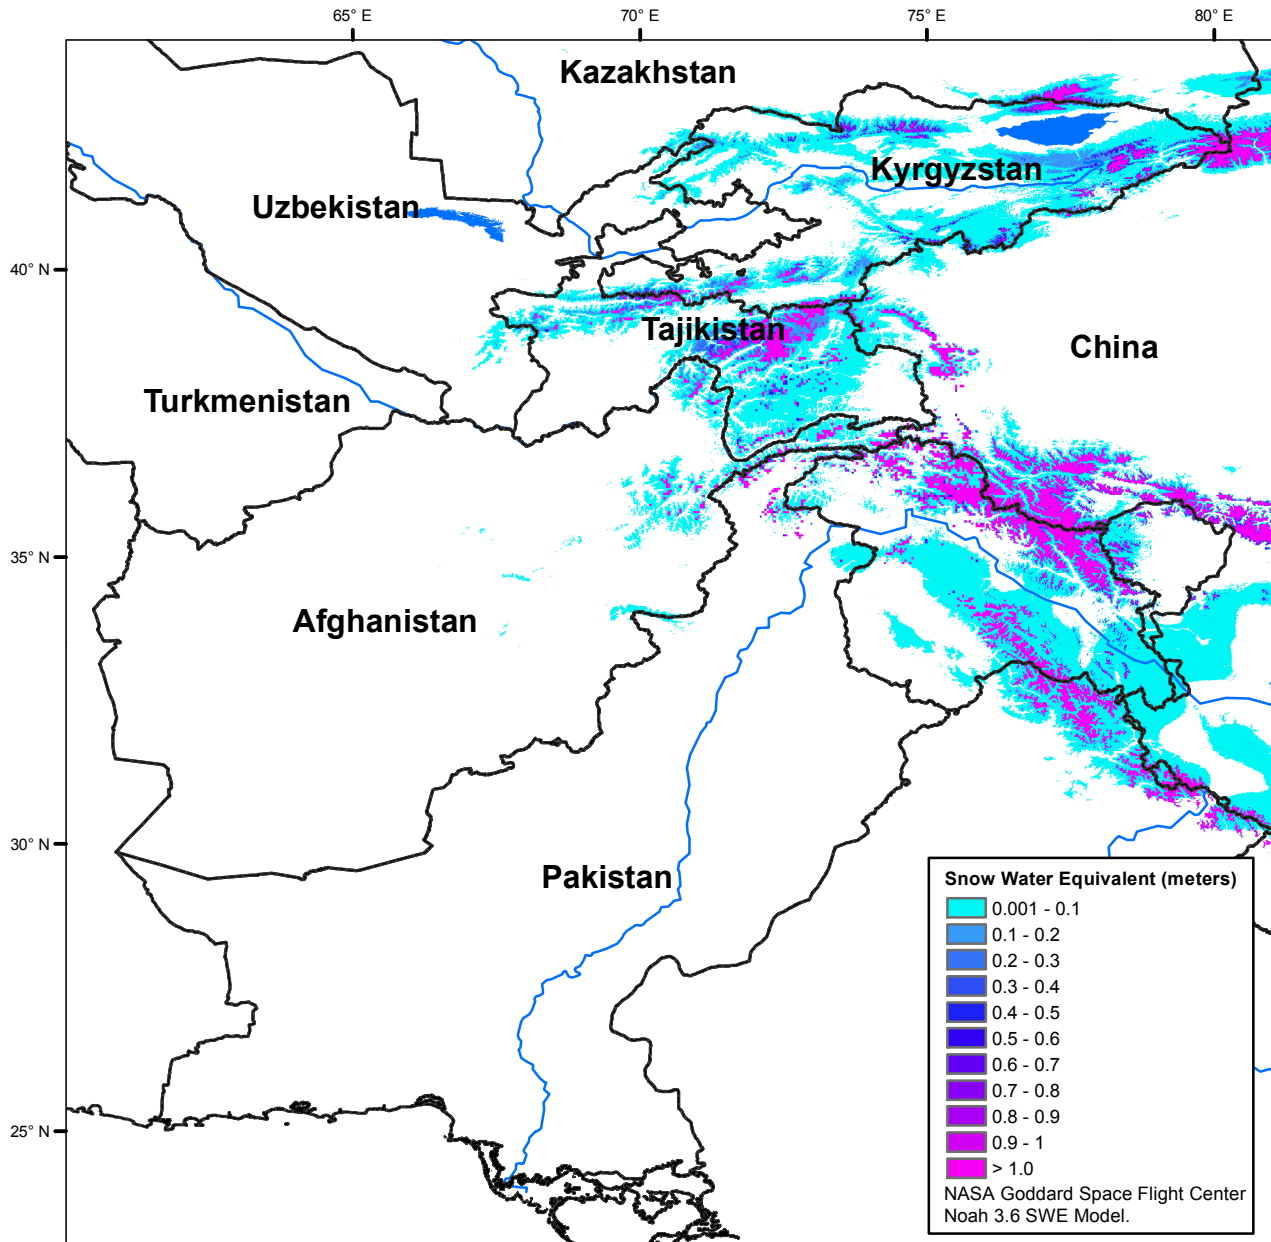 65° E
70° E
75° E
80° E
Kazakhstan
Kyrgyzstan
Uzbekistan
40° N
Tajikistan
China
Turkmenistan
35° N
Afghanistan
30° N
Pakistan
25° N
Snow Water Equivalent (meters)
0.001 - 0.1
0.1 - 0.2
0.2 - 0.3
0.3 - 0.4
0.4 - 0.5
0.5 - 0.6
0.6 - 0.7
0.7 - 0.8
0.8 - 0.9
0.9 - 1
> 1.0
NASA Goddard Space Flight Center
Noah 3.6 SWE Model.